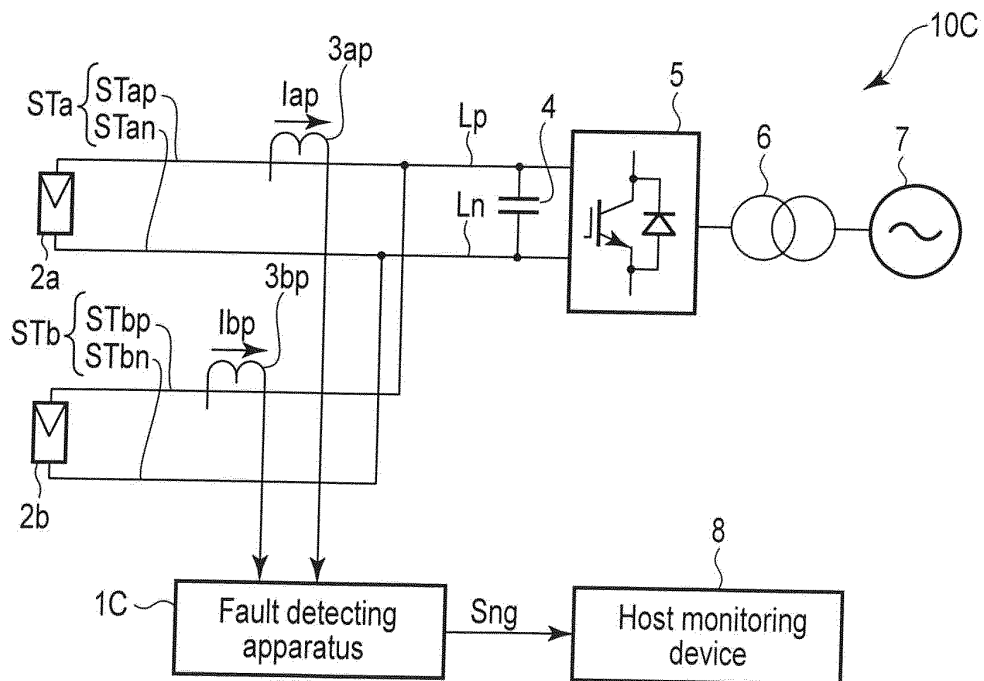 10C
3ap
STa
STap
STan
Iap
Lp
4
5
6
7
Ln
2a
3bp
STb
STbp
STbn
Ibp
2b
8
1C
Fault detecting
apparatus
Sng
Host monitoring
device